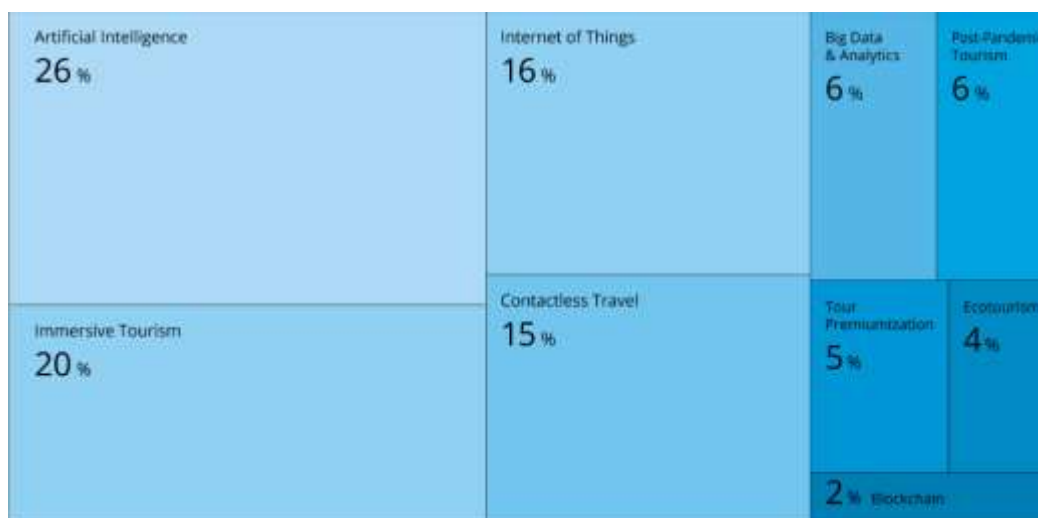 Artificial Intelligence
26 %
Immersive Tourism
20 %
Internet of Things
16 %
Contactless Travel
15 %
Big Data
& Analytics
6 %
Post-Pandemi
Tourism
6 %
Tour
Premiumization
5 %
Ecotourism
4 %
2 % Blockchain